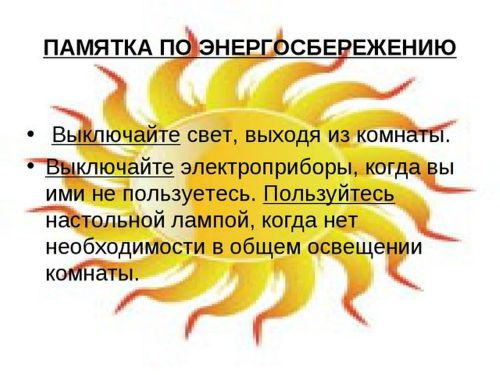 ПАМЯТКА ПО ЭНЕРГОСБЕРЕЖЕНИЮ
• Выключайте свет, выходя из комнаты.
• Выключайте электроприборы, когда вы
ими не пользуетесь. Пользуйтесь
настольной лампой, когда нет
необходимости в общем освещении
комнаты.